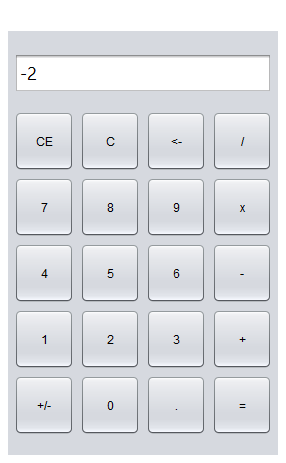 -2
CE C <- /
7 8 9 x
4 5 6 -
1 2 3 +
+/- 0 . =